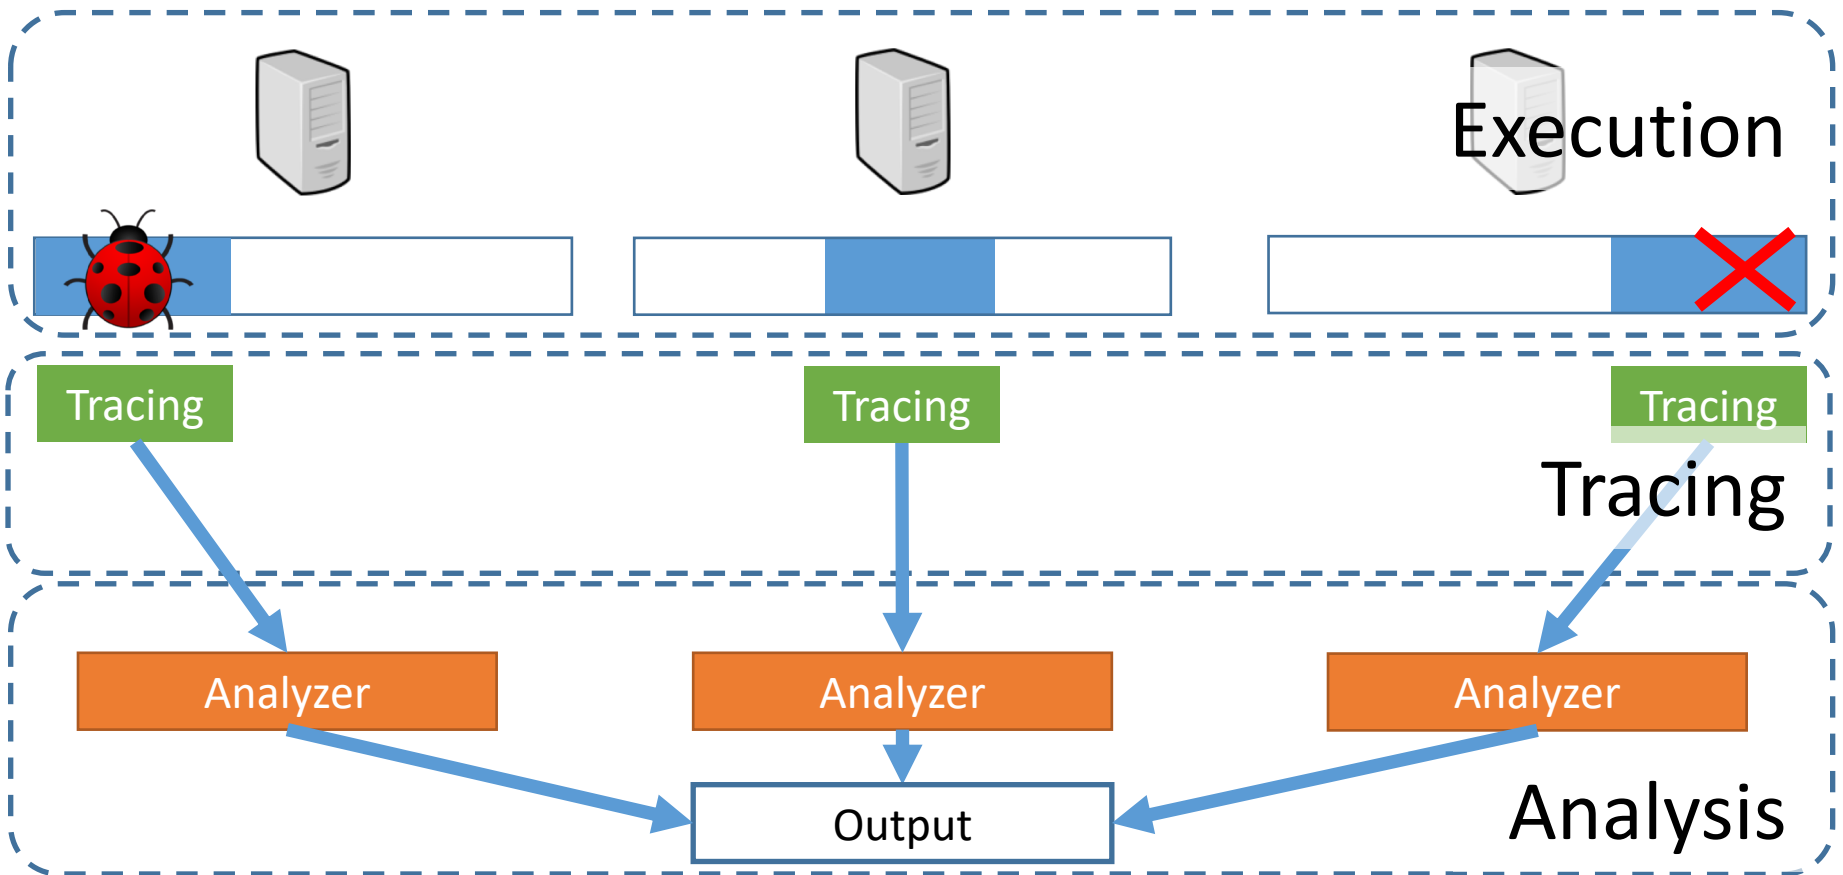 Execution
Tracing
Tracing
Tracing
Tracing
Analyzer
Analyzer
Analyzer
Output
Analysis